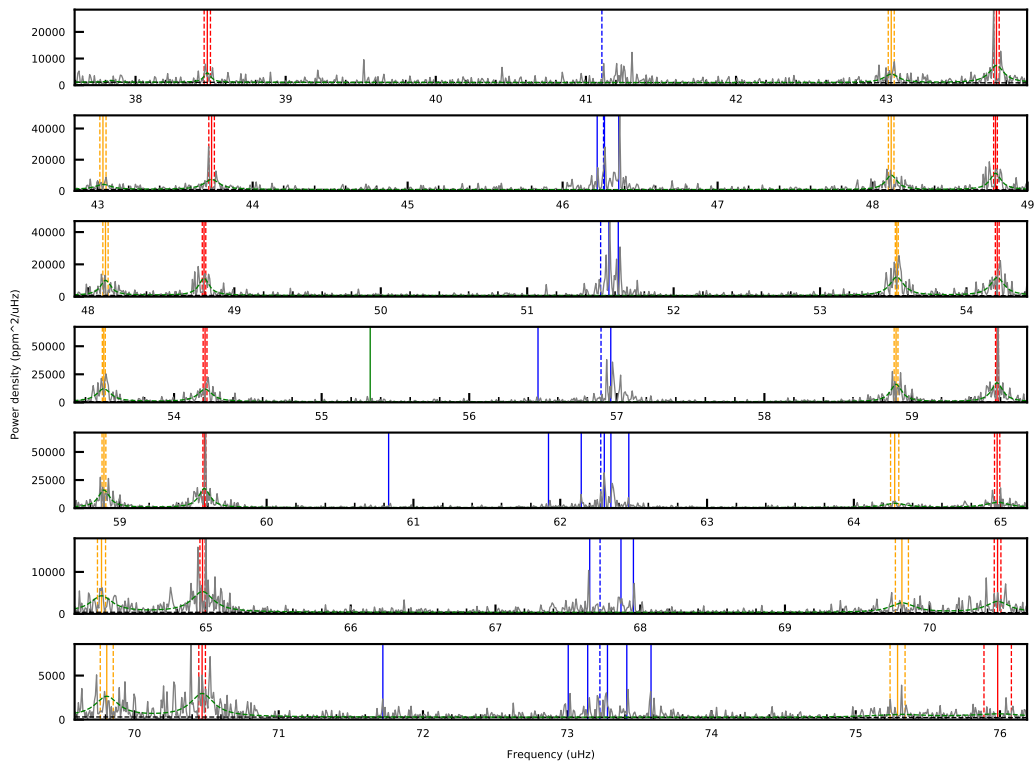 20000
10000
0
38 39 40 41 42 43
40000
20000
0
43 44 45 46 47 48 49
40000
20000
0
48 49 50 51 52 53 54
Power density (ppm^2/uHz)
50000
25000
0
54 55 56 57 58 59
50000
25000
0
59 60 61 62 63 64 65
10000
0
65 66 67 68 69 70
5000
0
70 71 72 73 74 75 76
Frequency (uHz)